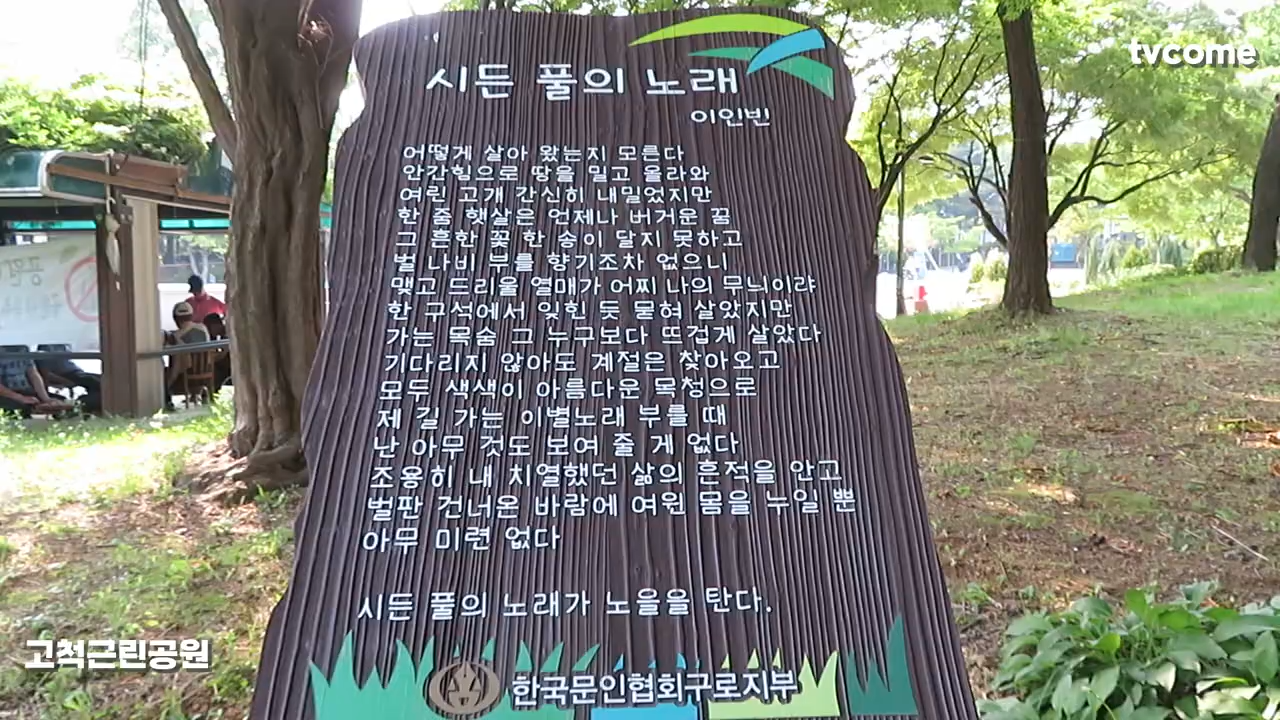 tvcome
시든 풀의 노래
이인빈
어떻게 살아 왔는지 모른다
안간힘으로 땅을 밀고 올라와
여린 고개 간신히 내밀었지만
한 줌 햇살은 언제나 버거운 꿈
그 흔한 꽃 한 송이 달지 못하고
벌 나비 부를 향기조차 없으니
맺고 드리울 열매가 어찌 나의 무늬이랴
한 구석에서 잊힌 듯 묻혀 살았지만
가는 목숨 그 누구보다 뜨겁게 살았다
기다리지 않아도 계절은 찾아오고
모두 색색이 아름다운 목청으로
제 길 가는 이별노래 부를 때
난 아무 것도 보여 줄 게 없다
조용히 내 치열했던 삶의 흔적을 안고
벌판 건너온 바람에 여윈 몸을 누일 뿐
아무 미련 없다
시든 풀의 노래가 노을을 탄다.
한국문인협회구로지부
고척근린공원